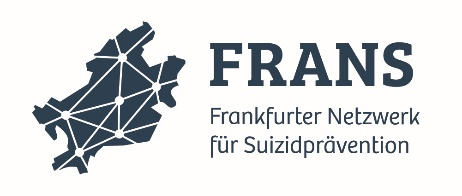 FRANS
Frankfurter Netzwerk
für Suizidprävention